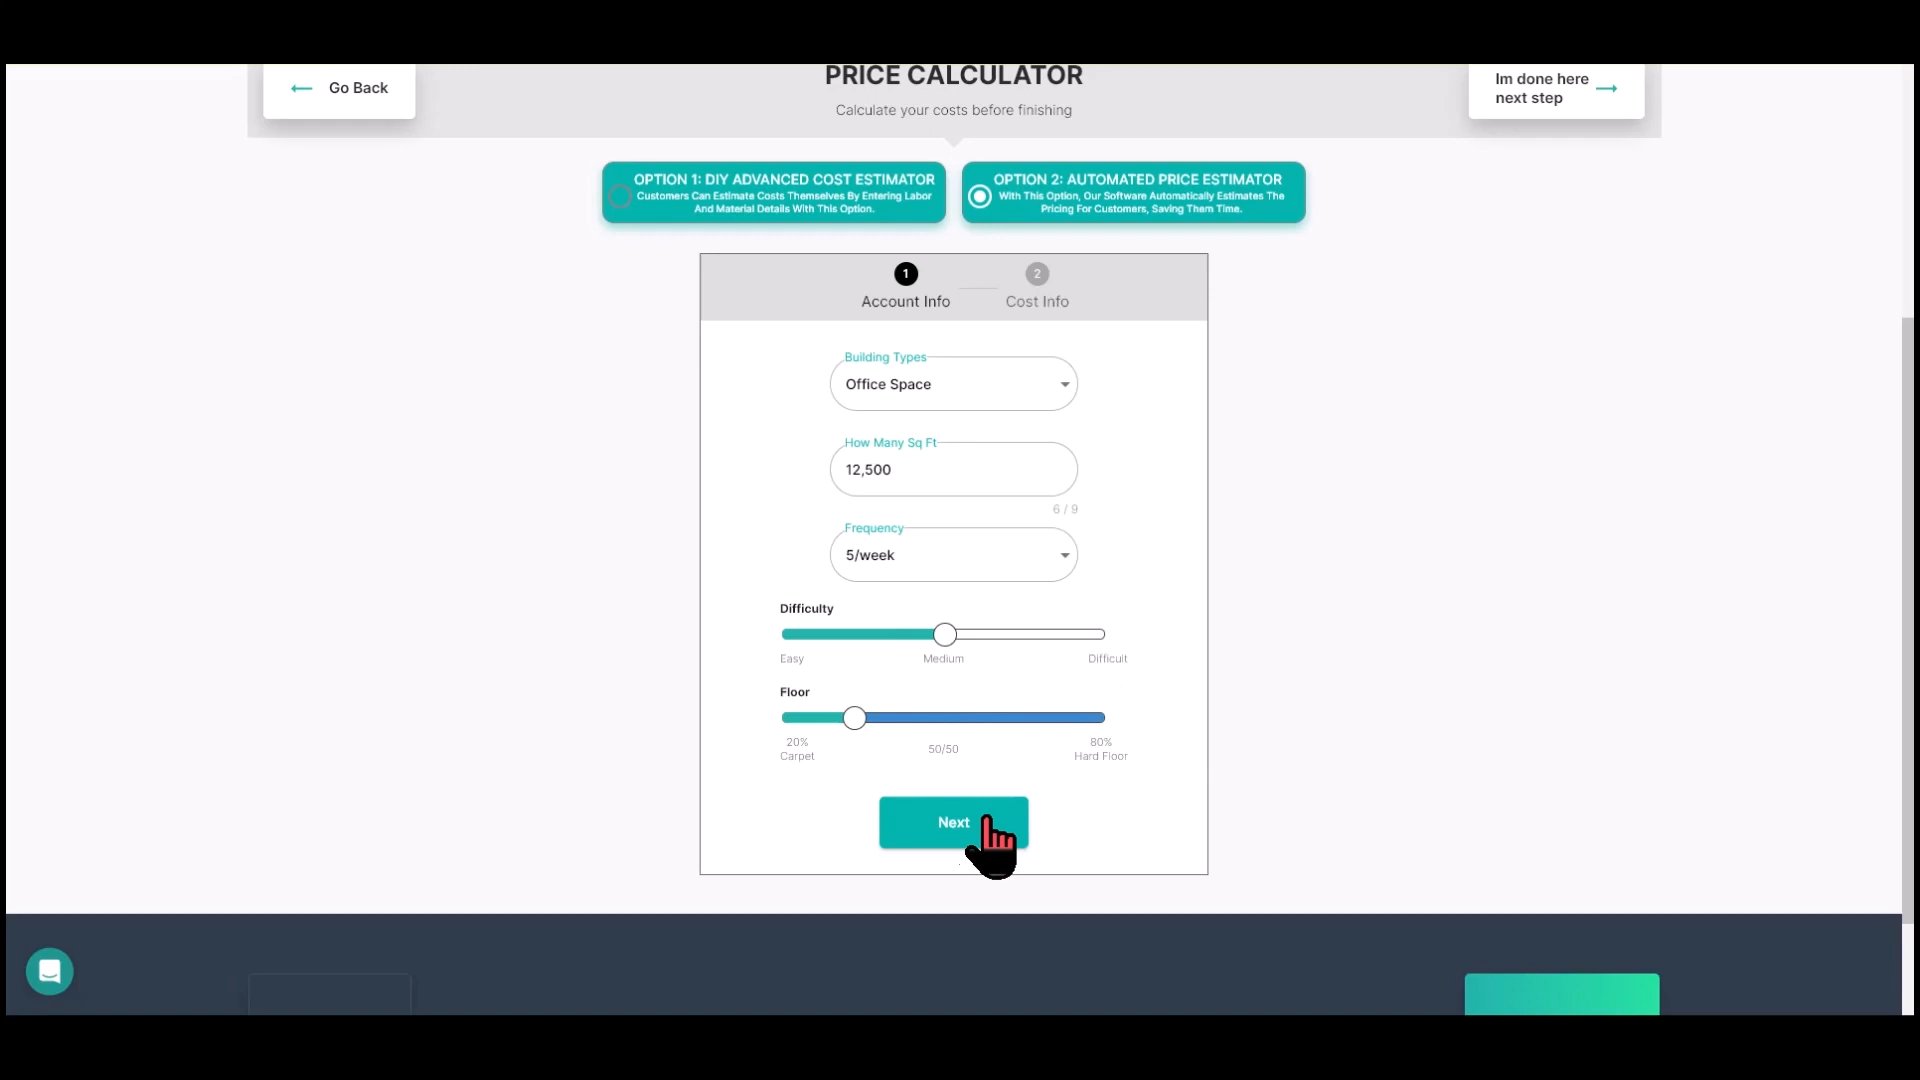 Go Back
PRICE CALCULATOR
Calculate your costs before finishing
Im done here
next step
OPTION 1: DIY ADVANCED COST ESTIMATOR
Customers Can Estimate Costs Themselves By Entering Labor
And Material Details With This Option.
OPTION 2: AUTOMATED PRICE ESTIMATOR
With This Option, Our Software Automatically Estimates The
Pricing For Customers, Saving Them Time.
1
Account Info
2
Cost Info
Building Types
Office Space
How Many Sq Ft
12,500
6 / 9
Frequency
5/week
Difficulty
Easy
Medium
Difficult
Floor
20%
Carpet
50/50
80%
Hard Floor
Next